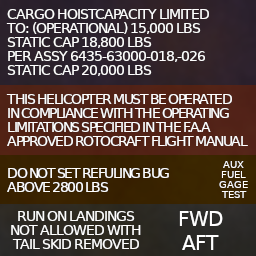 CARGO HOISTCAPACITY LIMITED
TO: (OPERATIONAL) 15,000 LBS
STATIC CAP 18,800 LBS
PER ASSY 6435-63000-018,-026
STATIC CAP 20,000 LBS
THIS HELICOPTER MUST BE OPERATED
IN COMPLIANCE WITH THE OPERATING
LIMITATIONS SPECIFIED IN THE F.A.A
APPROVED ROTOCRAFT FLIGHT MANUAL
DO NOT SET REFULING BUG
ABOVE 2800 LBS
AUX
FUEL
GAGE
TEST
RUN ON LANDINGS
NOT ALLOWED WITH
TAIL SKID REMOVED
FWD
AFT